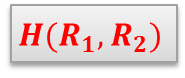 H(R₁, R₂)